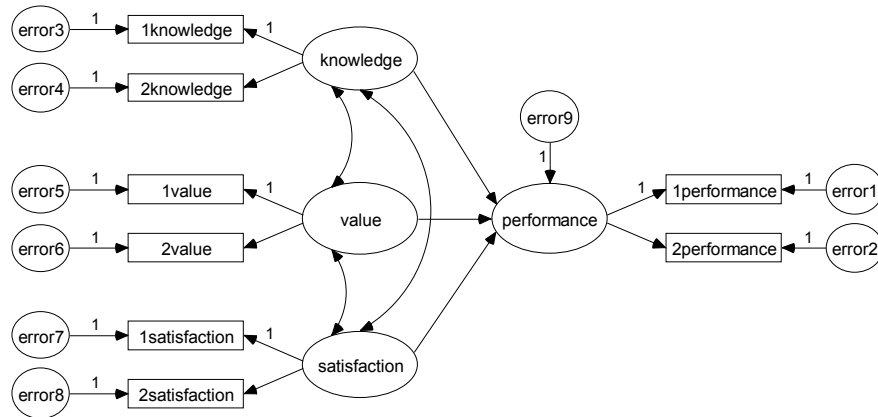 error3 1 1knowledge 1
knowledge
error4 1 2knowledge
error9
1
error5 1 1value 1
value
performance
1 1performance 1 error1
error6 1 2value
2performance 1 error2
error7 1 1satisfaction 1
satisfaction
error8 1 2satisfaction